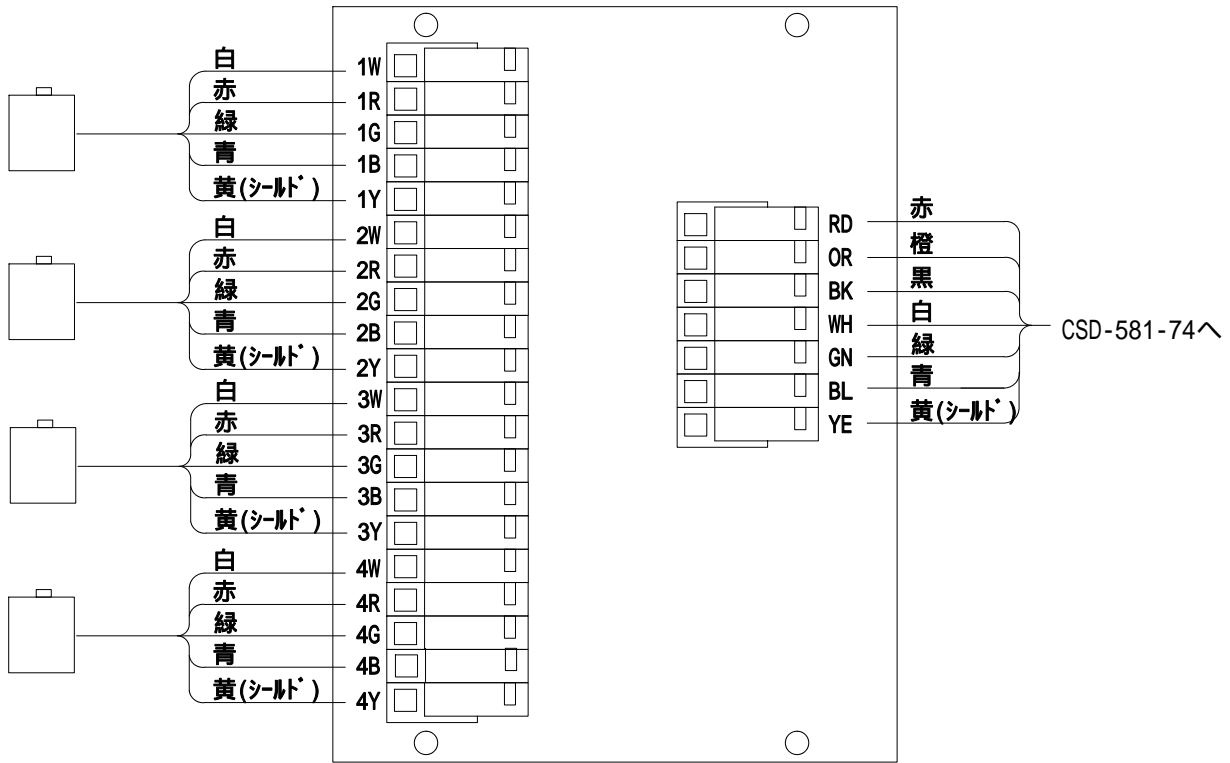 白 1W
赤 1R
緑 1G
青 1B
黄(ｼｰﾙﾄﾞ) 1Y
白 2W
赤 2R
緑 2G
青 2B
黄(ｼｰﾙﾄﾞ) 2Y
白 3W
赤 3R
緑 3G
青 3B
黄(ｼｰﾙﾄﾞ) 3Y
白 4W
赤 4R
緑 4G
青 4B
黄(ｼｰﾙﾄﾞ) 4Y
RD 赤
OR 橙
BK 黒
WH 白
GN 緑
BL 青
YE 黄(ｼｰﾙﾄﾞ)
CSD-581-74へ